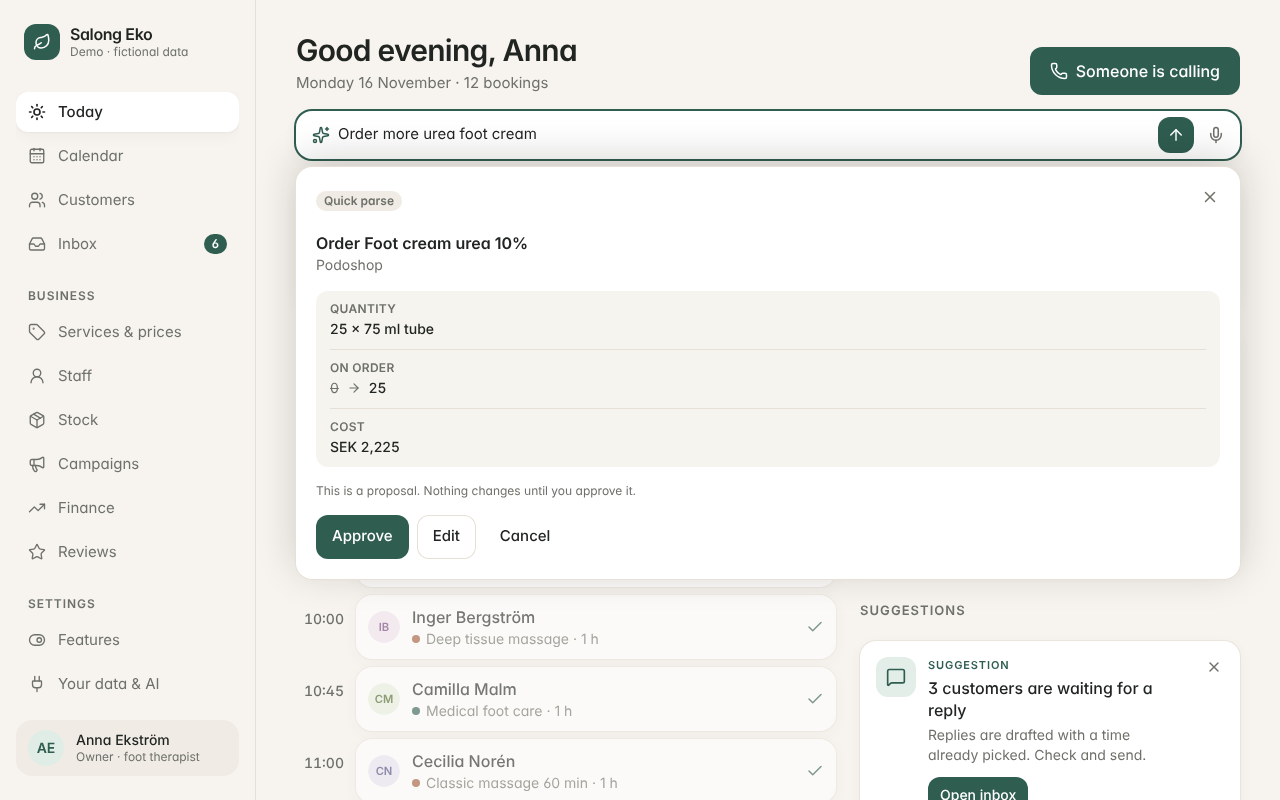 Salong Eko
Demo · fictional data
Today
Calendar
Customers
Inbox
6
BUSINESS
Services & prices
Staff
Stock
Campaigns
Finance
Reviews
SETTINGS
Features
Your data & AI
AE
Anna Ekström
Owner · foot therapist
Good evening, Anna
Monday 16 November · 12 bookings
Someone is calling
Order more urea foot cream
Quick parse
Order Foot cream urea 10%
Podoshop
QUANTITY
25 × 75 ml tube
ON ORDER
0 → 25
COST
SEK 2,225
This is a proposal. Nothing changes until you approve it.
Approve
Edit
Cancel
10:00
IB
Inger Bergström
Deep tissue massage · 1 h
10:45
CM
Camilla Malm
Medical foot care · 1 h
11:00
CN
Cecilia Norén
Classic massage 60 min · 1 h
SUGGESTIONS
SUGGESTION
3 customers are waiting for a
reply
Replies are drafted with a time
already picked. Check and send.
Open inbox